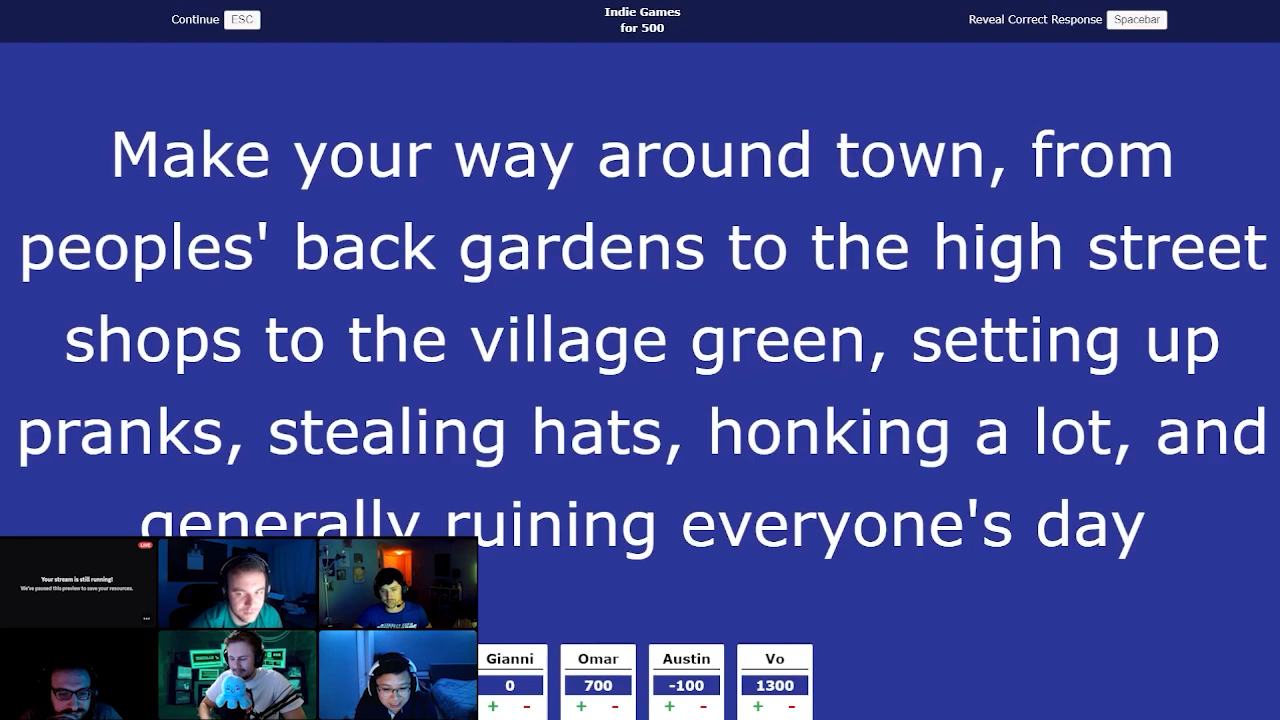 Continue ESC
Indie Games
for 500
Reveal Correct Response Spacebar
Make your way around town, from
peoples' back gardens to the high street
shops to the village green, setting up
pranks, stealing hats, honking a lot, and
generally ruining everyone's day
LIVE
Your stream is still running!
We've paused this preview to save your resources.
Gianni Omar Austin Vo
0 700 -100 1300
+ - + - + - + -